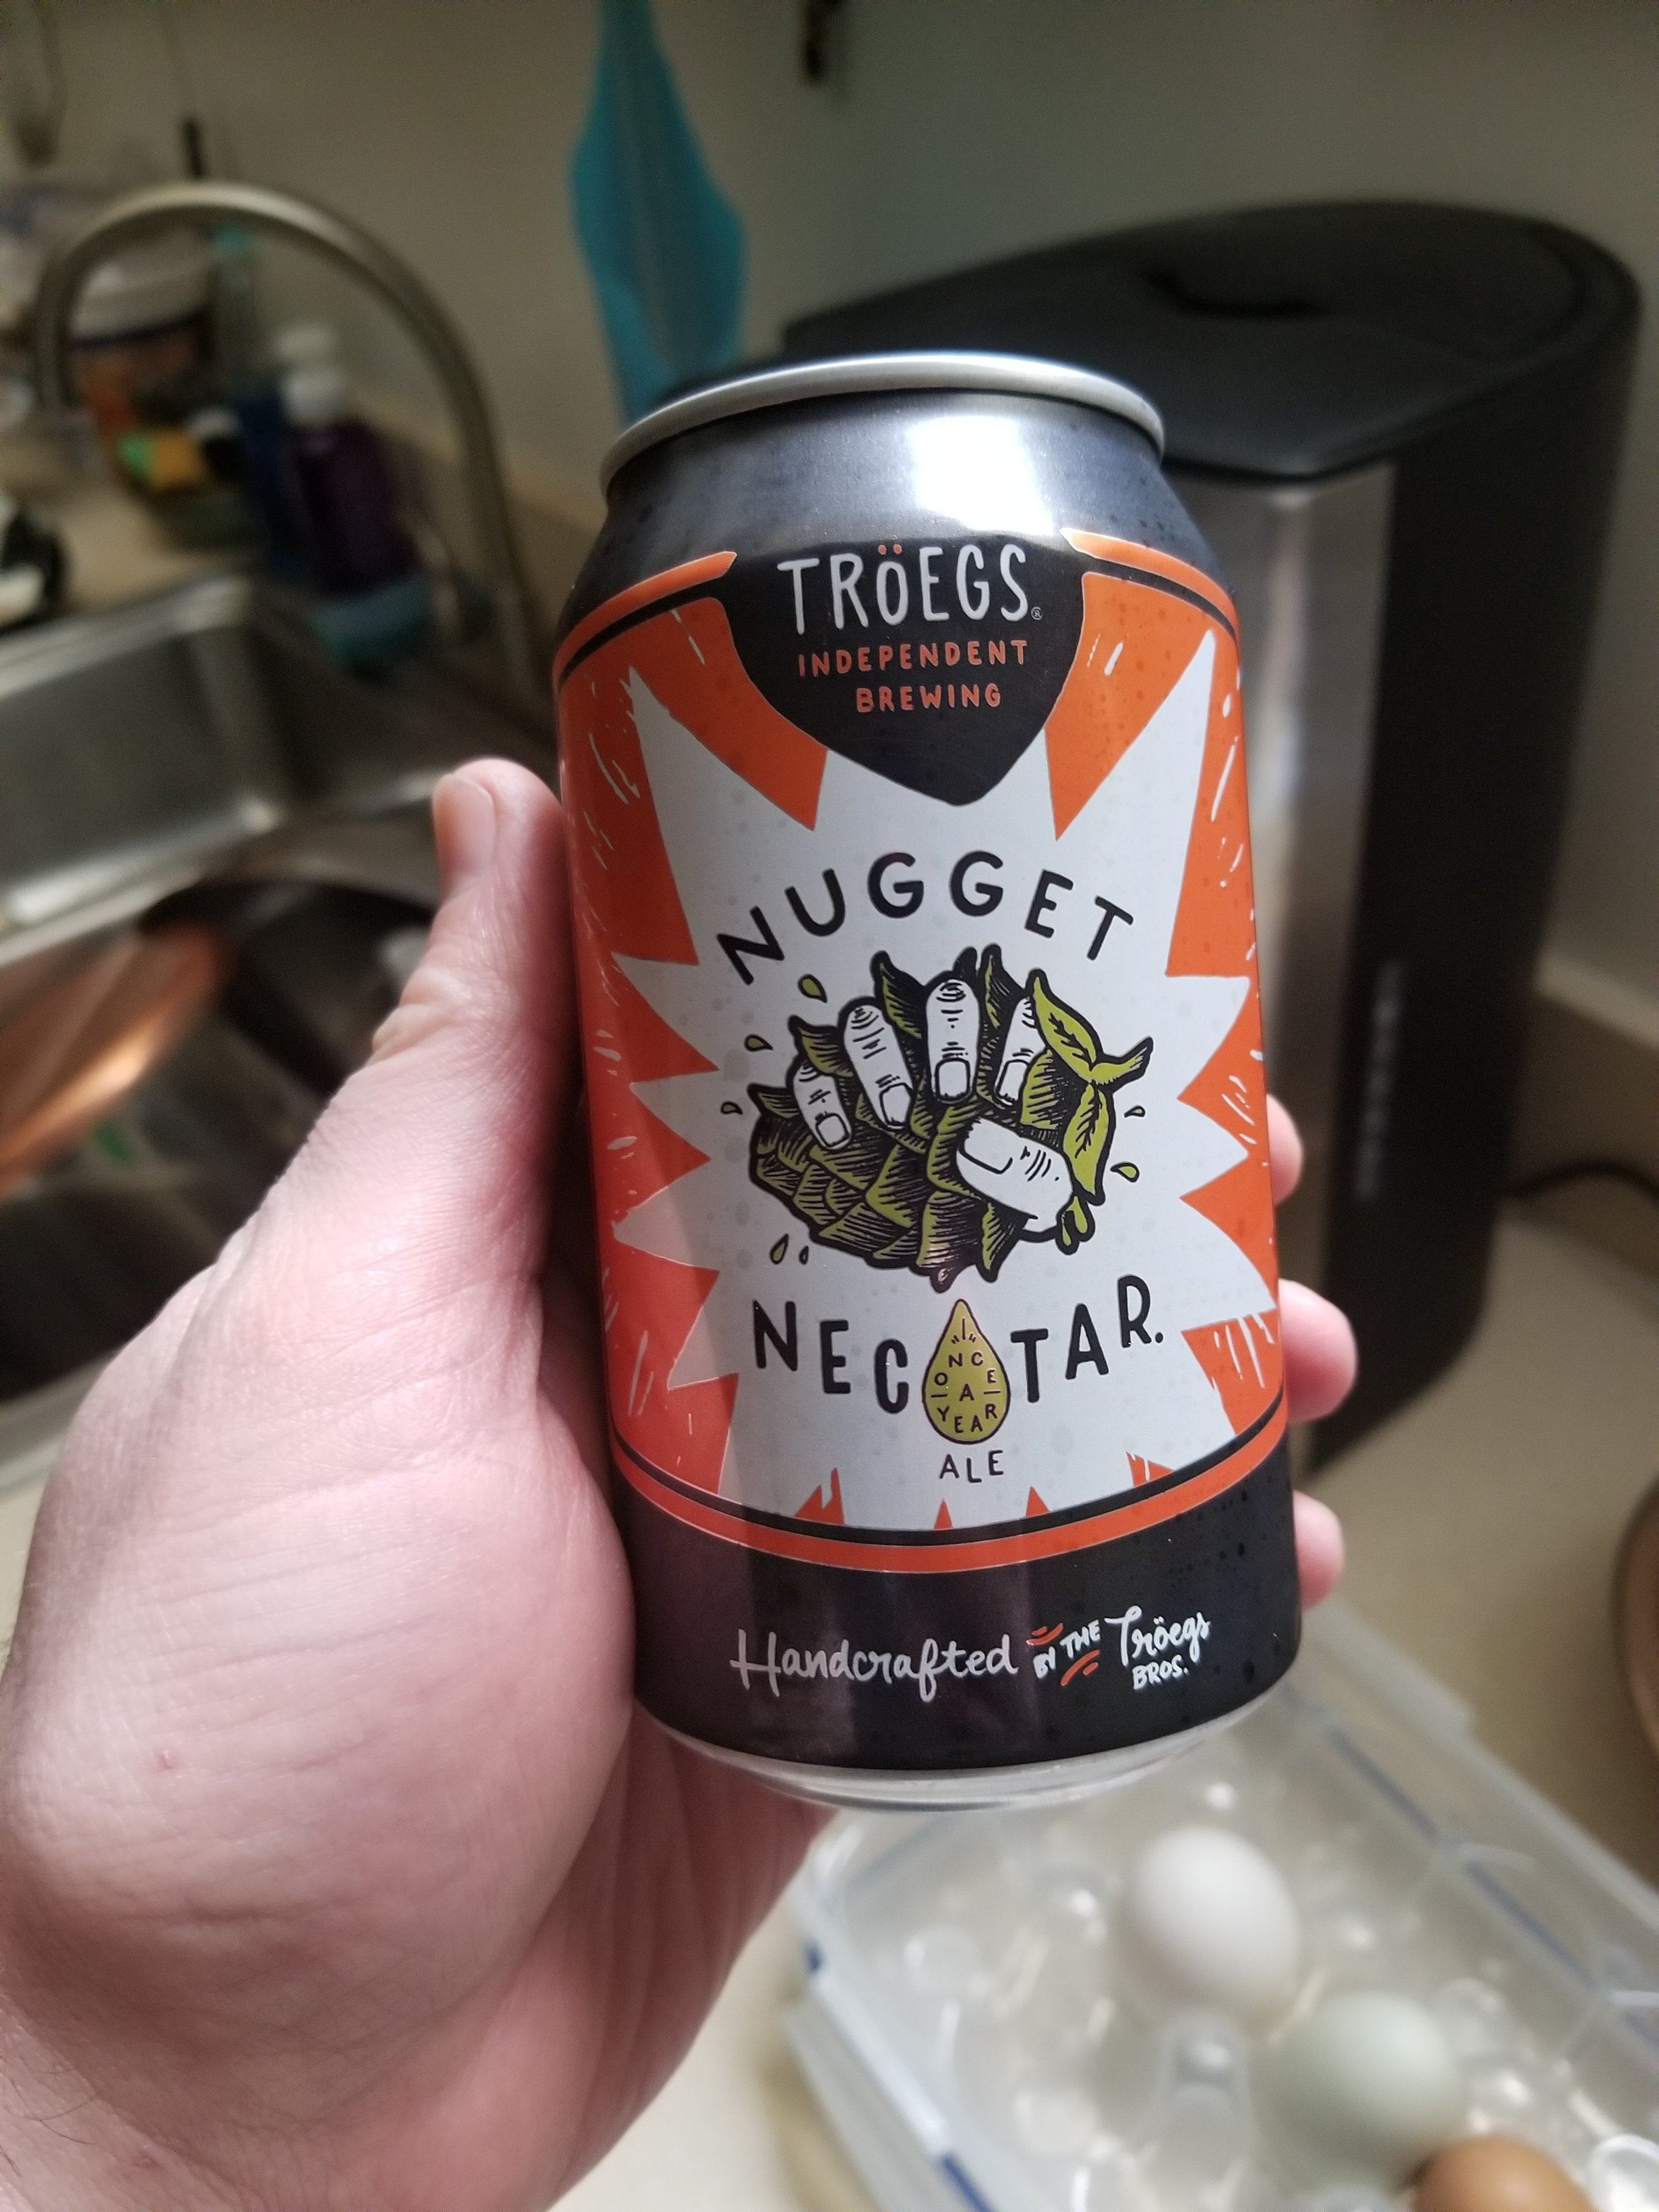 TRÖEGS®
INDEPENDENT
BREWING
NUGGET
NECTAR.
ONCE
A
YEAR
ALE
Handcrafted BY THE Tröegs
BROS.